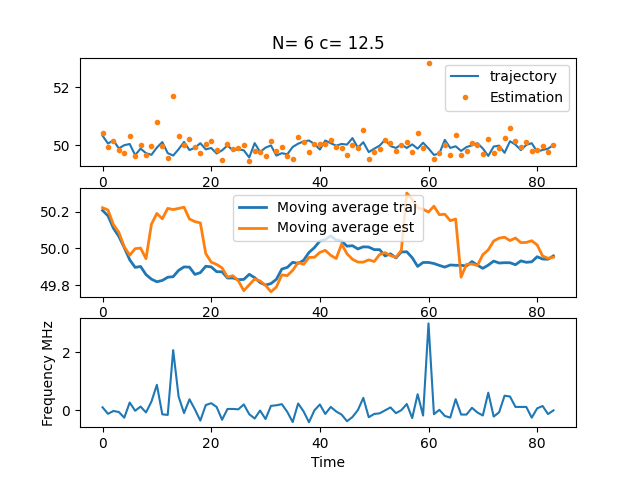 N= 6 c= 12.5
52
50
trajectory
Estimation
0 20 40 60 80
50.2
50.0
49.8
Moving average traj
Moving average est
0 20 40 60 80
Frequency MHz
2
0
0 20 40 60 80
Time